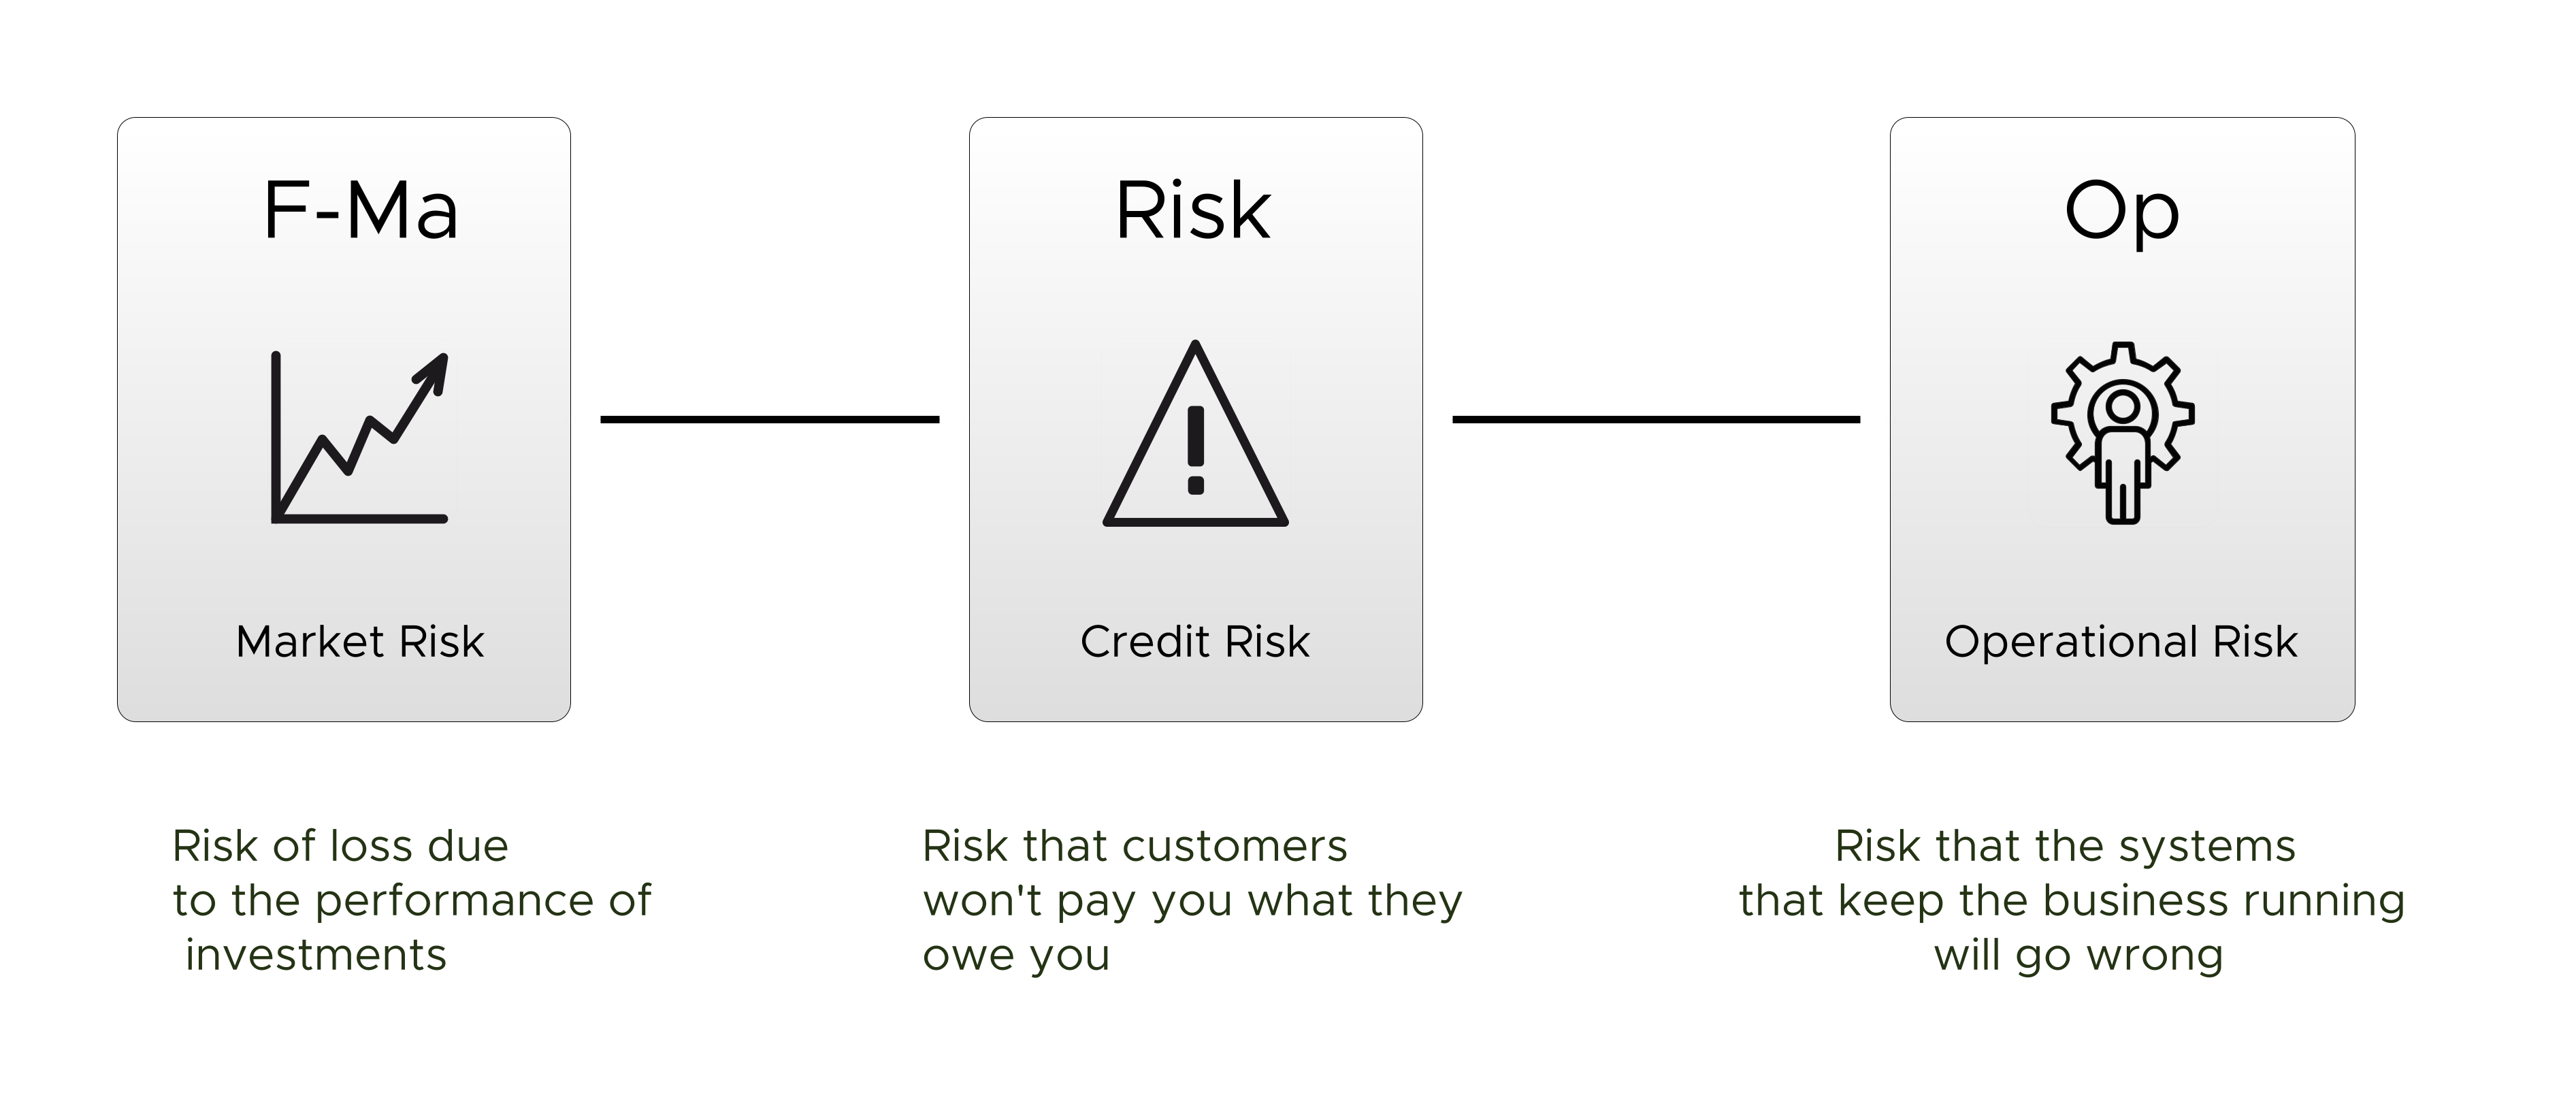 F-Ma
Market Risk
Risk of loss due
to the performance of
investments
Risk
Credit Risk
Risk that customers
won't pay you what they
owe you
Op
Operational Risk
Risk that the systems
that keep the business running
will go wrong